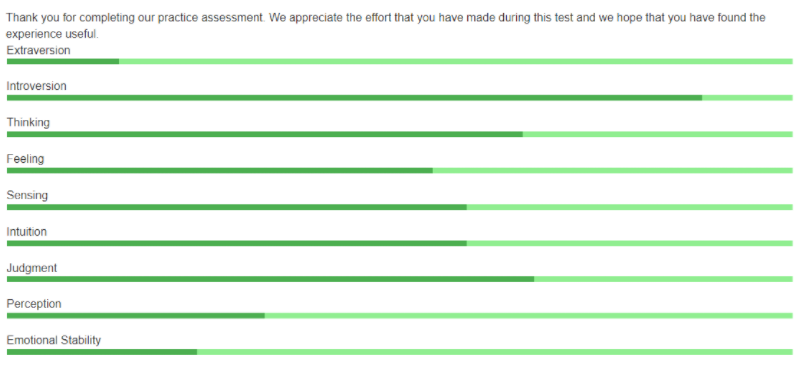 Thank you for completing our practice assessment. We appreciate the effort that you have made during this test and we hope that you have found the
experience useful.
Extraversion
Introversion
Thinking
Feeling
Sensing
Intuition
Judgment
Perception
Emotional Stability